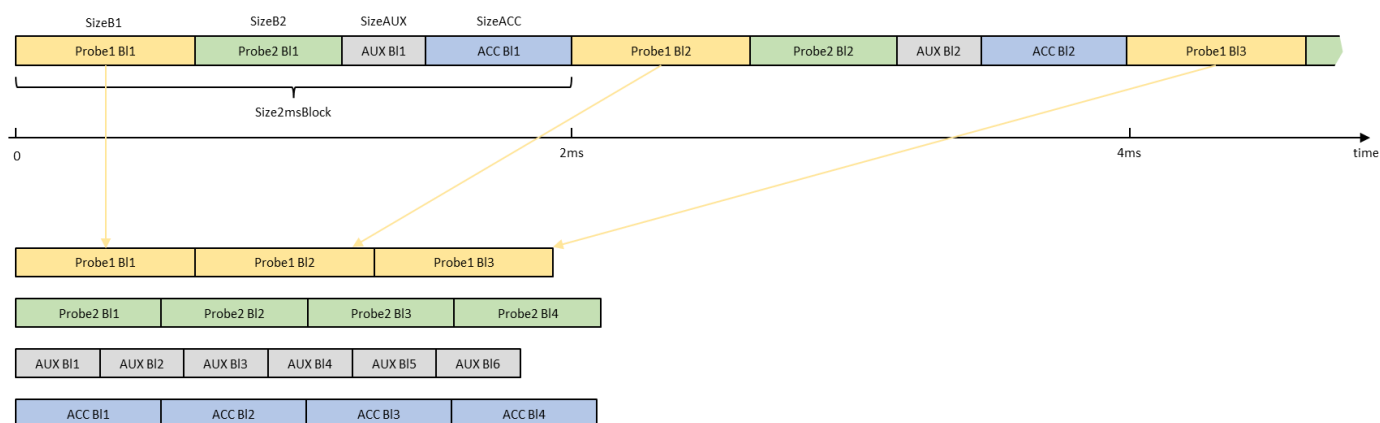 SizeB1 SizeB2 SizeAUX SizeACC
Probe1 Bl1 Probe2 Bl1 AUX Bl1 ACC Bl1 Probe1 Bl2 Probe2 Bl2 AUX Bl2 ACC Bl2 Probe1 Bl3
Size2msBlock
0 2ms 4ms time
Probe1 Bl1 Probe1 Bl2 Probe1 Bl3
Probe2 Bl1 Probe2 Bl2 Probe2 Bl3 Probe2 Bl4
AUX Bl1 AUX Bl2 AUX Bl3 AUX Bl4 AUX Bl5 AUX Bl6
ACC Bl1 ACC Bl2 ACC Bl3 ACC Bl4